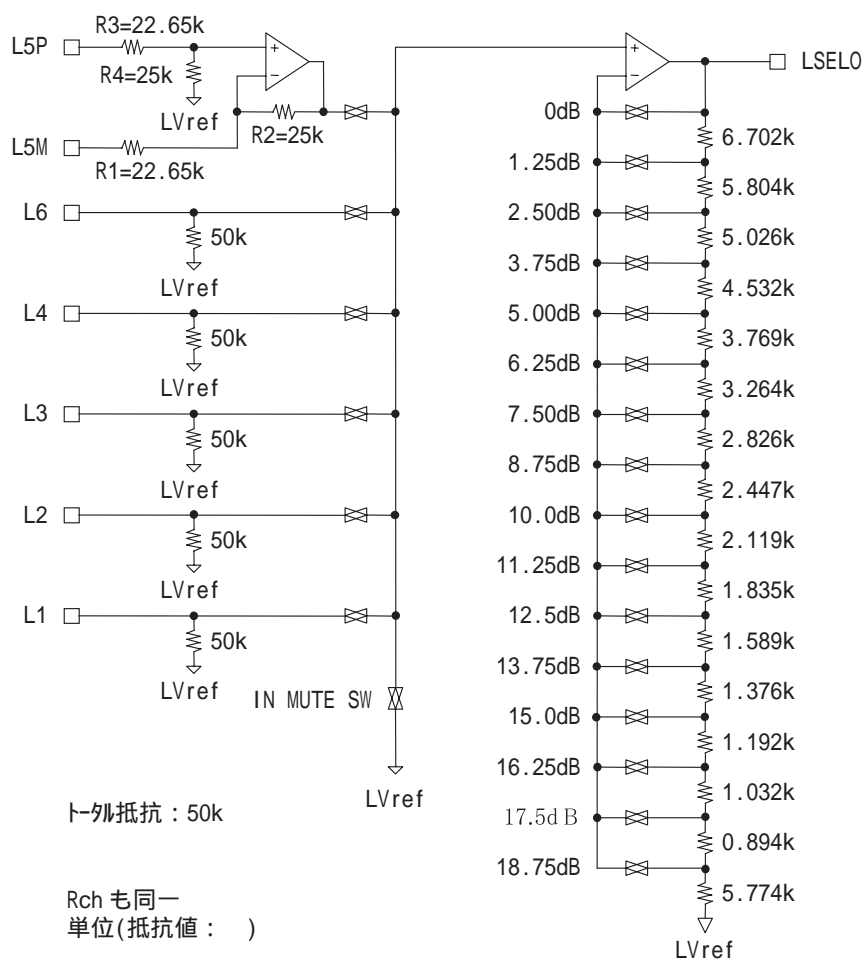 L5P
R3=22.65k
R4=25k
LVref
+
−
R2=25k
L5M
R1=22.65k
L6
50k
LVref
L4
50k
LVref
L3
50k
LVref
L2
50k
LVref
L1
50k
LVref
IN MUTE SW
LVref
+
−
LSELO
0dB
6.702k
1.25dB
5.804k
2.50dB
5.026k
3.75dB
4.532k
5.00dB
3.769k
6.25dB
3.264k
7.50dB
2.826k
8.75dB
2.447k
10.0dB
2.119k
11.25dB
1.835k
12.5dB
1.589k
13.75dB
1.376k
15.0dB
1.192k
16.25dB
1.032k
17.5dB
0.894k
18.75dB
5.774k
LVref
トータル抵抗：50k
Rch も同一
単位(抵抗値： )